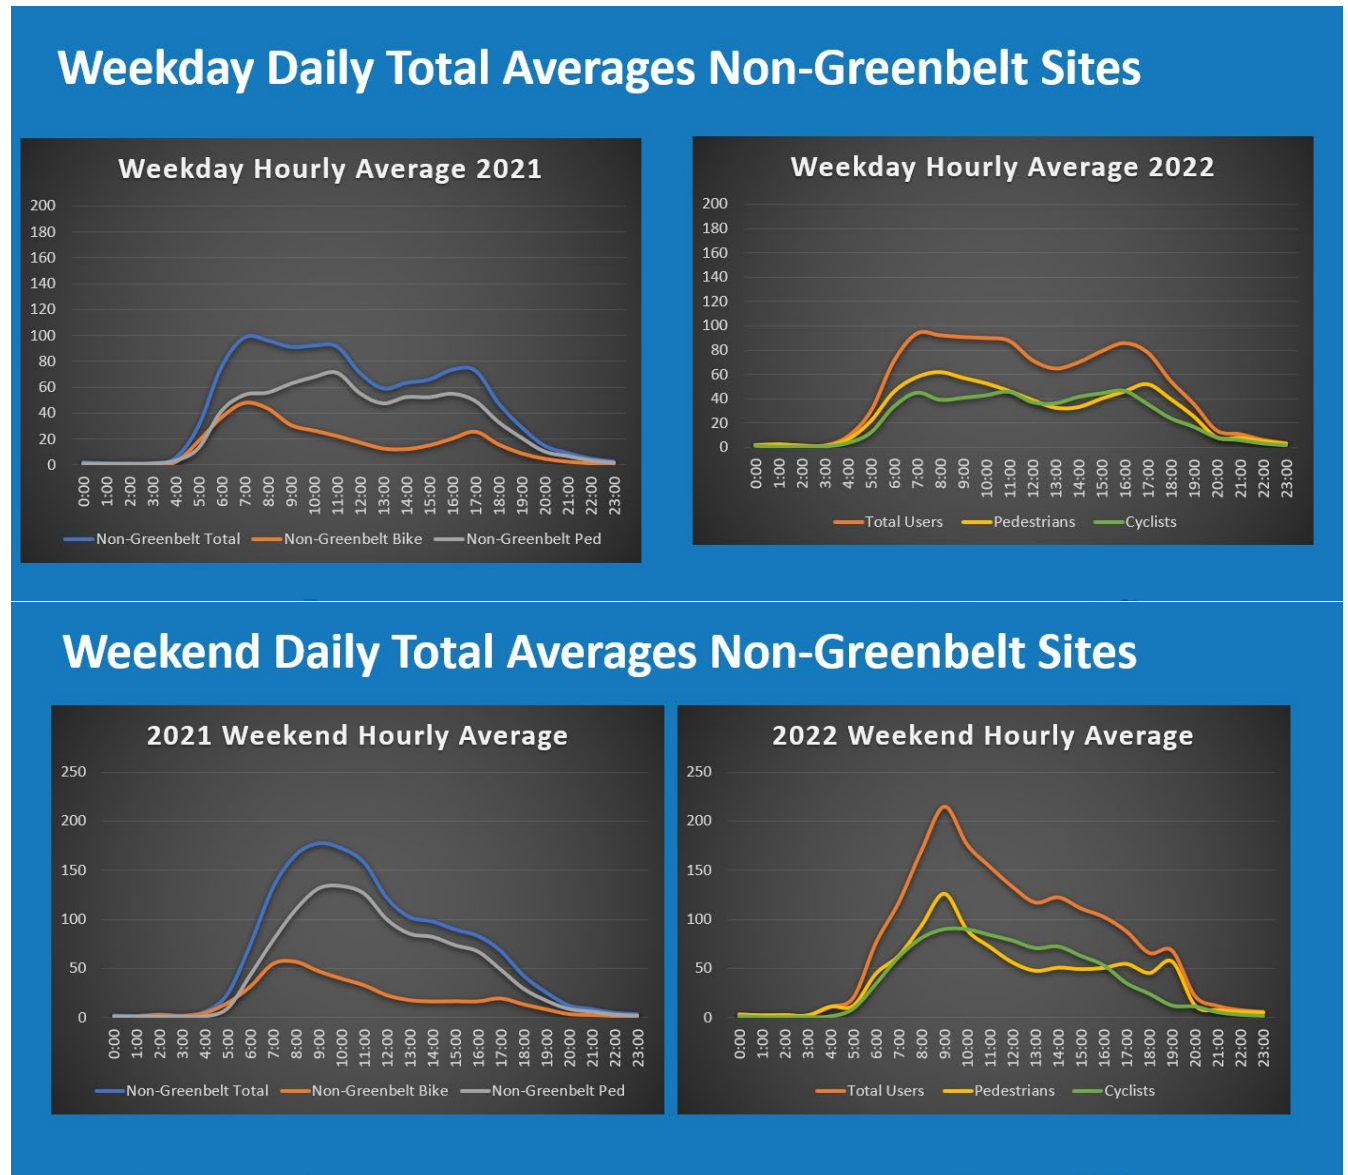 Weekday Daily Total Averages Non-Greenbelt Sites
Weekday Hourly Average 2021
200
180
160
140
120
100
80
60
40
20
0
0:00 1:00 2:00 3:00 4:00 5:00 6:00 7:00 8:00 9:00 10:00 11:00 12:00 13:00 14:00 15:00 16:00 17:00 18:00 19:00 20:00 21:00 22:00 23:00
Non-Greenbelt Total Non-Greenbelt Bike Non-Greenbelt Ped
Weekday Hourly Average 2022
200
180
160
140
120
100
80
60
40
20
0
0:00 1:00 2:00 3:00 4:00 5:00 6:00 7:00 8:00 9:00 10:00 11:00 12:00 13:00 14:00 15:00 16:00 17:00 18:00 19:00 20:00 21:00 22:00 23:00
Total Users Pedestrians Cyclists
Weekend Daily Total Averages Non-Greenbelt Sites
2021 Weekend Hourly Average
250
200
150
100
50
0
0:00 1:00 2:00 3:00 4:00 5:00 6:00 7:00 8:00 9:00 10:00 11:00 12:00 13:00 14:00 15:00 16:00 17:00 18:00 19:00 20:00 21:00 22:00 23:00
Non-Greenbelt Total Non-Greenbelt Bike Non-Greenbelt Ped
2022 Weekend Hourly Average
250
200
150
100
50
0
0:00 1:00 2:00 3:00 4:00 5:00 6:00 7:00 8:00 9:00 10:00 11:00 12:00 13:00 14:00 15:00 16:00 17:00 18:00 19:00 20:00 21:00 22:00 23:00
Total Users Pedestrians Cyclists